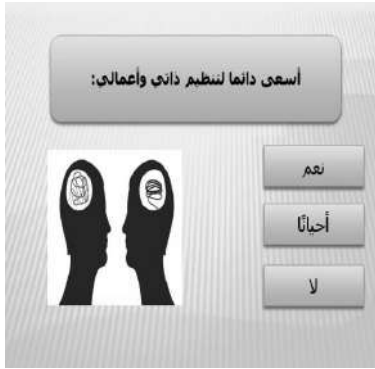 أسعى دائما لتنظيم ذاتي وأعمالي:
نعم
أحيانًا
لا